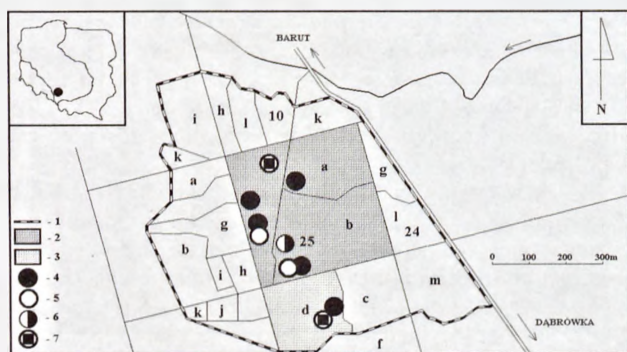 BARUT
N
i
h
l
10
k
k
a
a
g
g
b
l
24
b
25
i
h
k
j
d
c
m
f
0 100 200 300m
DĄBRÓWKA
- 1
- 2
- 3
- 4
- 5
- 6
- 7